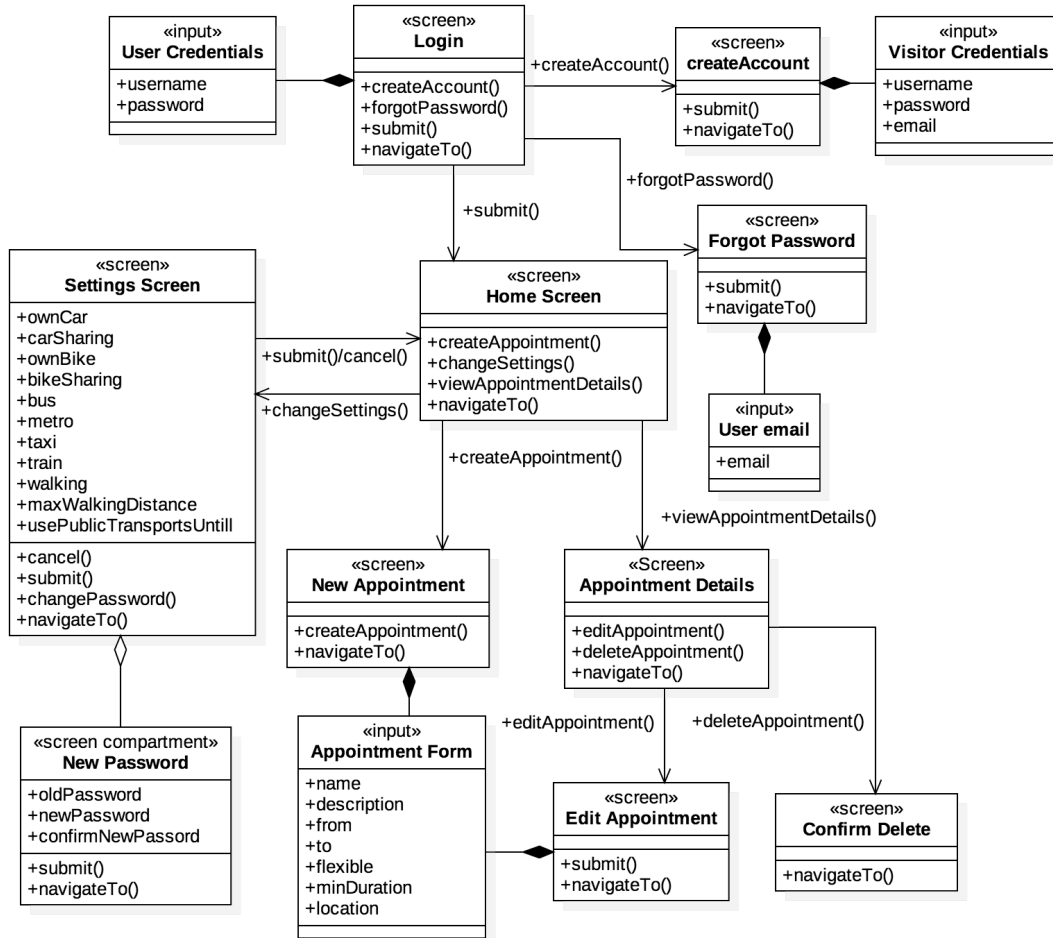 «input»
User Credentials
+username
+password
«screen»
Login
+createAccount()
+forgotPassword()
+submit()
+navigateTo()
+createAccount()
«screen»
createAccount
+submit()
+navigateTo()
«input»
Visitor Credentials
+username
+password
+email
+forgotPassword()
+submit()
«screen»
Forgot Password
+submit()
+navigateTo()
«screen»
Settings Screen
+ownCar
+carSharing
+ownBike
+bikeSharing
+bus
+metro
+taxi
+train
+walking
+maxWalkingDistance
+usePublicTransportsUntill
+cancel()
+submit()
+changePassword()
+navigateTo()
+submit()/cancel()
+changeSettings()
«screen»
Home Screen
+createAppointment()
+changeSettings()
+viewAppointmentDetails()
+navigateTo()
«input»
User email
+email
+createAppointment()
+viewAppointmentDetails()
«screen»
New Appointment
+createAppointment()
+navigateTo()
«Screen»
Appointment Details
+editAppointment()
+deleteAppointment()
+navigateTo()
+editAppointment()
+deleteAppointment()
«screen compartment»
New Password
+oldPassword
+newPassword
+confirmNewPassord
+submit()
+navigateTo()
«input»
Appointment Form
+name
+description
+from
+to
+flexible
+minDuration
+location
«screen»
Edit Appointment
+submit()
+navigateTo()
«screen»
Confirm Delete
+navigateTo()